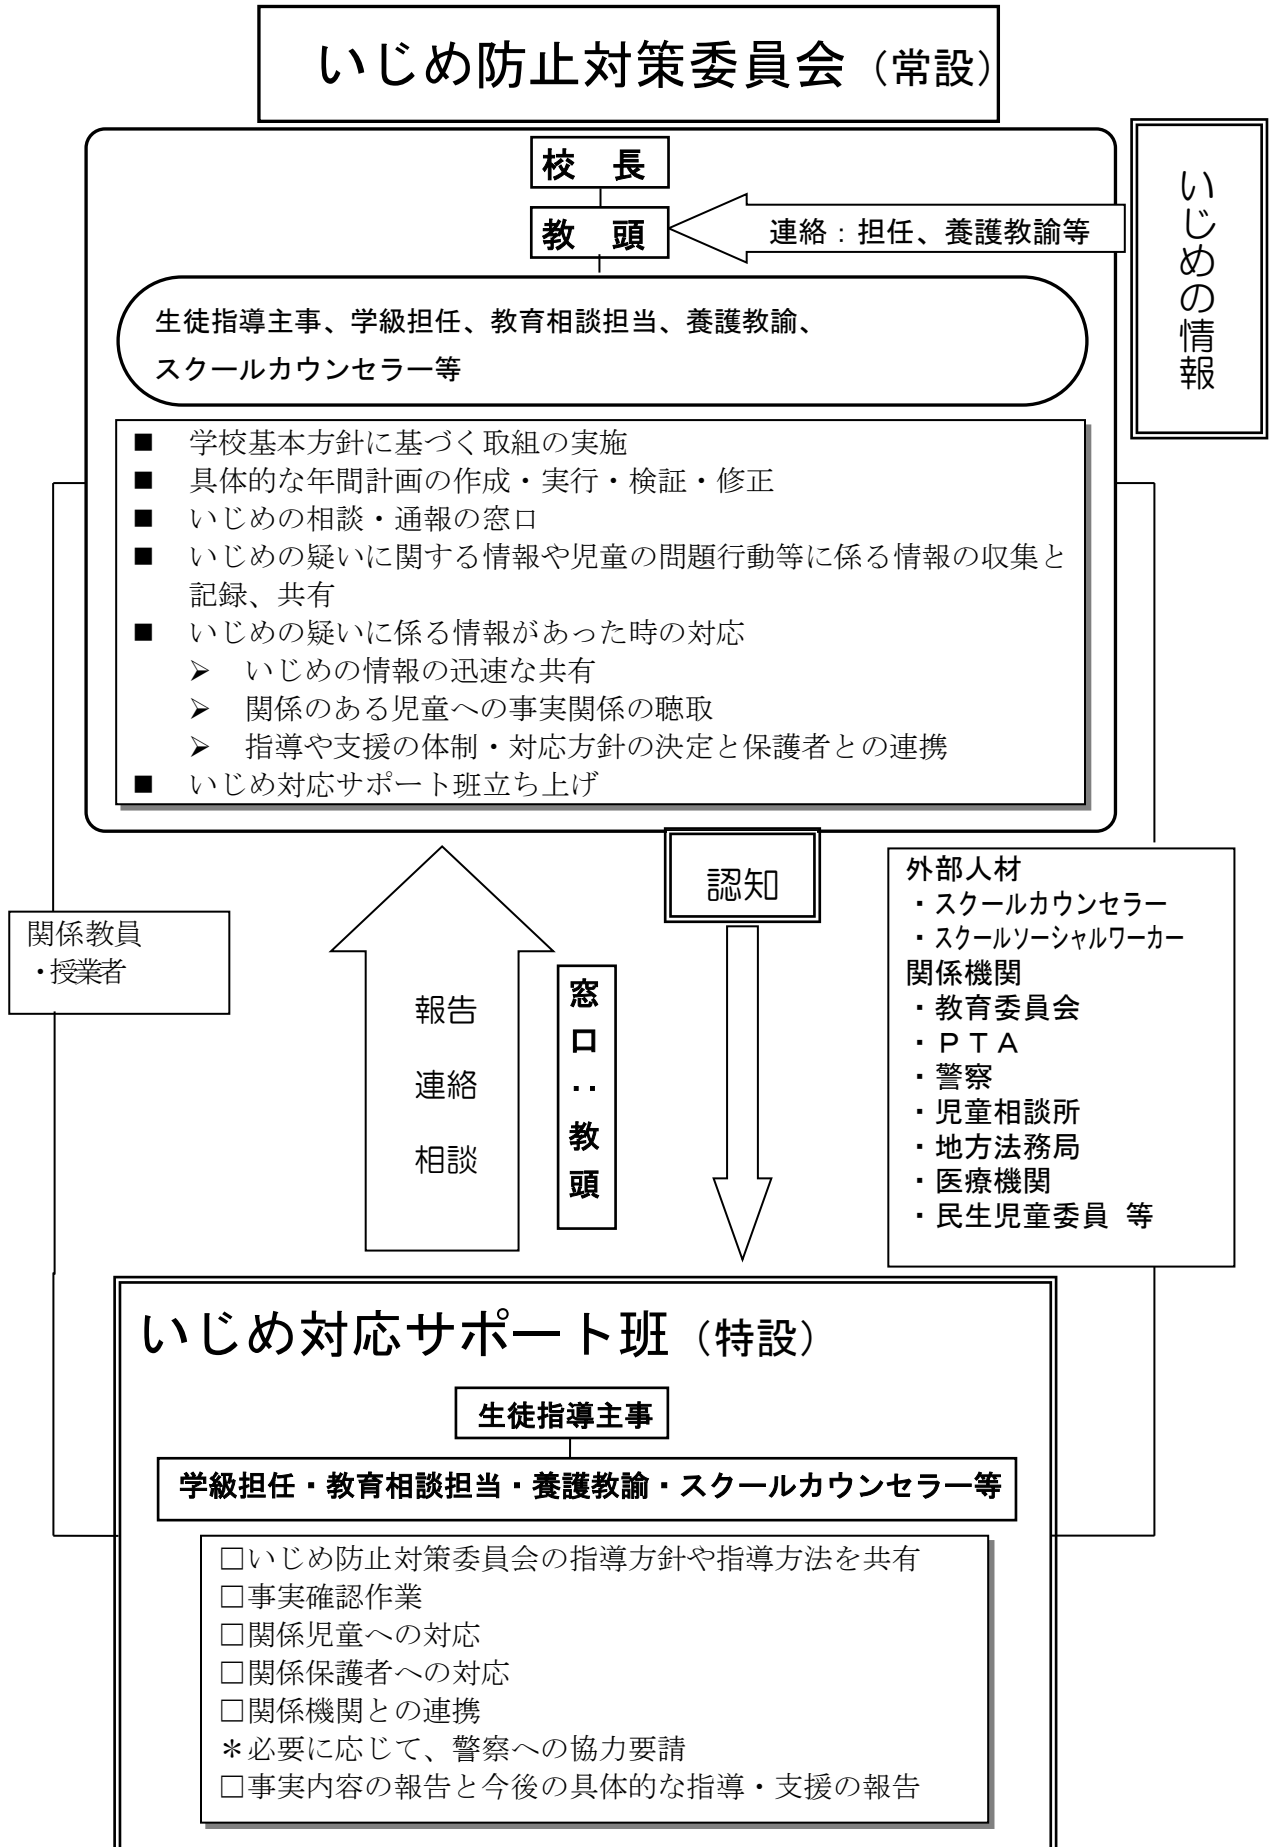 いじめ防止対策委員会（常設）
校　長
教　頭
連絡：担任、養護教諭等
いじめの情報
生徒指導主事、学級担任、教育相談担当、養護教諭、
スクールカウンセラー等
■　学校基本方針に基づく取組の実施
■　具体的な年間計画の作成・実行・検証・修正
■　いじめの相談・通報の窓口
■　いじめの疑いに関する情報や児童の問題行動等に係る情報の収集と
記録、共有
■　いじめの疑いに係る情報があった時の対応
➢　いじめの情報の迅速な共有
➢　関係のある児童への事実関係の聴取
➢　指導や支援の体制・対応方針の決定と保護者との連携
■　いじめ対応サポート班立ち上げ
認知
関係教員
・授業者
報告
連絡
相談
窓口：教頭
外部人材
・スクールカウンセラー
・スクールソーシャルワーカー
関係機関
・教育委員会
・ＰＴＡ
・警察
・児童相談所
・地方法務局
・医療機関
・民生児童委員 等
いじめ対応サポート班（特設）
生徒指導主事
学級担任・教育相談担当・養護教諭・スクールカウンセラー等
□いじめ防止対策委員会の指導方針や指導方法を共有
□事実確認作業
□関係児童への対応
□関係保護者への対応
□関係機関との連携
＊必要に応じて、警察への協力要請
□事実内容の報告と今後の具体的な指導・支援の報告